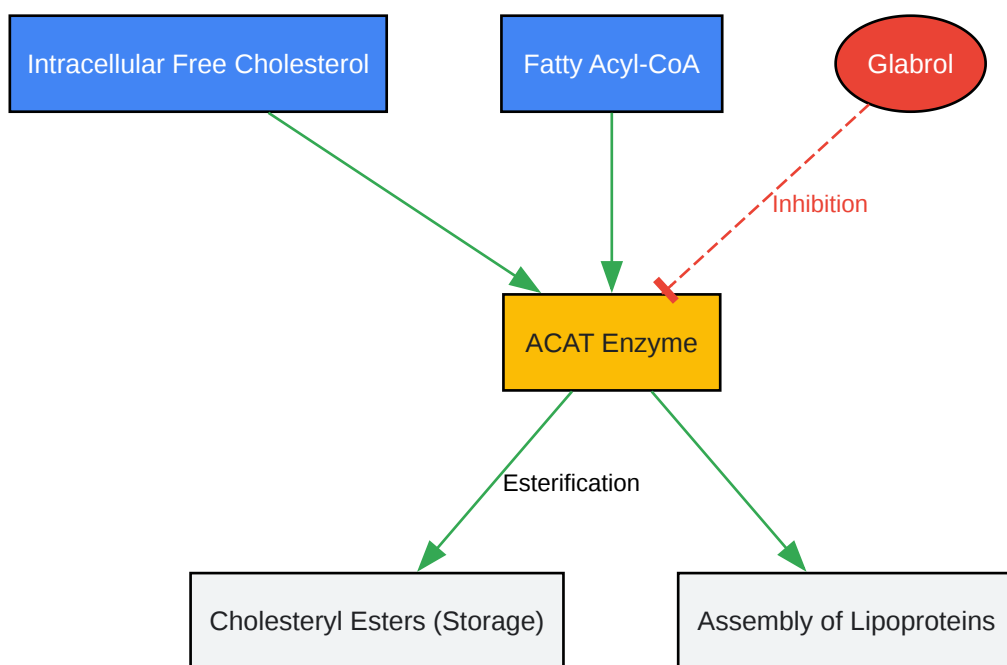 Intracellular Free Cholesterol
Fatty Acyl-CoA
Glabrol
Inhibition
ACAT Enzyme
Esterification
Cholesteryl Esters (Storage)
Assembly of Lipoproteins